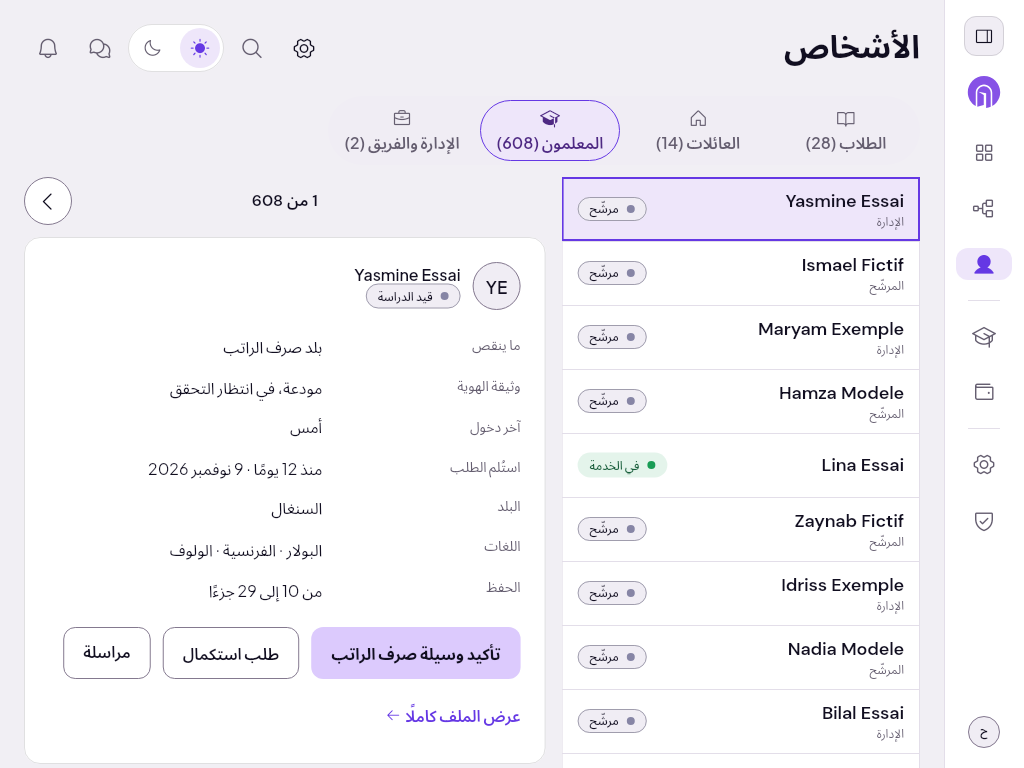 الأشخاص
الطلاب (28)
العائلات (14)
المعلمون (608)
الإدارة والفريق (2)
Yasmine Essai
الإدارة
مرشّح
Ismael Fictif
المرشّح
مرشّح
Maryam Exemple
الإدارة
مرشّح
Hamza Modele
المرشّح
مرشّح
Lina Essai
في الخدمة
Zaynab Fictif
المرشّح
مرشّح
Idriss Exemple
الإدارة
مرشّح
Nadia Modele
المرشّح
مرشّح
Bilal Essai
الإدارة
مرشّح
1 من 608
YE
Yasmine Essai
قيد الدراسة
ما ينقص
بلد صرف الراتب
وثيقة الهوية
مودعة، في انتظار التحقق
آخر دخول
أمس
استُلم الطلب
منذ 12 يومًا · 9 نوفمبر 2026
البلد
السنغال
اللغات
البولار · الفرنسية · الولوف
الحفظ
من 10 إلى 29 جزءًا
تأكيد وسيلة صرف الراتب
طلب استكمال
مراسلة
عرض الملف كاملًا ←
ح